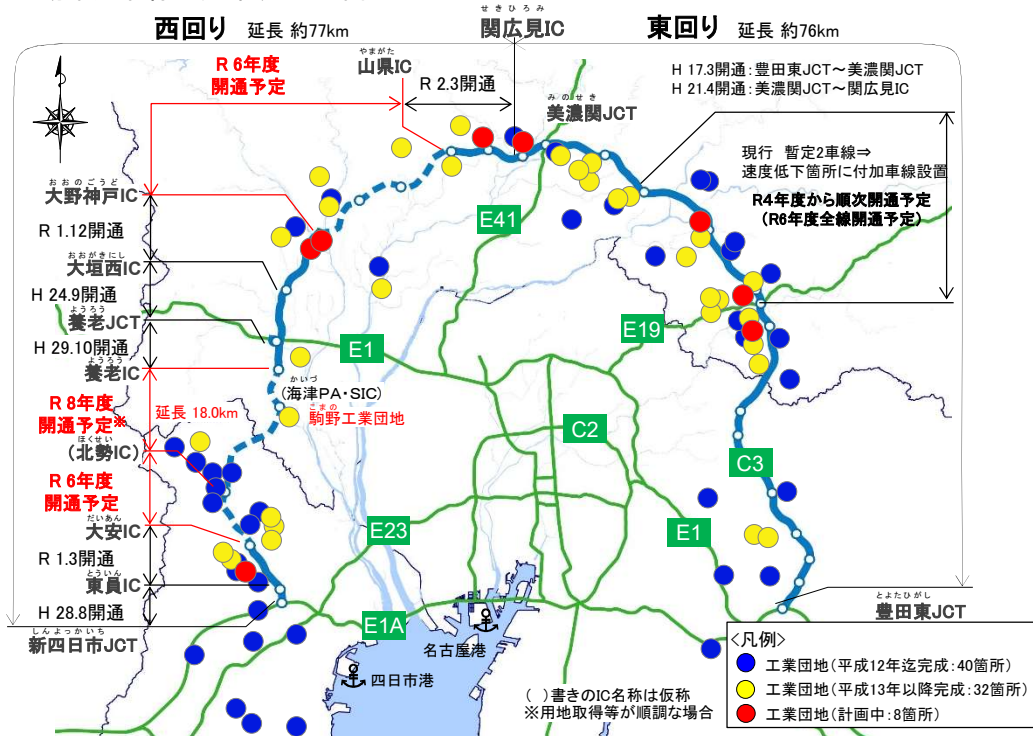 西回り 延長 約77km
せきひろみ
関広見IC
東回り 延長 約76km
やまがた
山県IC
R 6年度
開通予定
R 2.3開通
みのせき
美濃関JCT
H 17.3開通:豊田東JCT～美濃関JCT
H 21.4開通:美濃関JCT～関広見IC
現行 暫定2車線⇒
速度低下箇所に付加車線設置
R4年度から順次開通予定
(R6年度全線開通予定)
おおのごうど
大野神戸IC
R 1.12開通
おおがきにし
大垣西IC
H 24.9開通
ようろう
養老JCT
H 29.10開通
ようろう
養老IC
R 8年度
開通予定※
延長 18.0km
ほくせい
(北勢IC)
R 6年度
開通予定
だいあん
大安IC
R 1.3開通
とういん
東員IC
H 28.8開通
しんよっかいち
新四日市JCT
かいづ
(海津PA・SIC)
こまの
駒野工業団地
E41
E19
E1
C2
C3
E23
E1
E1A
名古屋港
四日市港
とよたひがし
豊田東JCT
( )書きのIC名称は仮称
※用地取得等が順調な場合
<凡例>
工業団地(平成12年迄完成:40箇所)
工業団地(平成13年以降完成:32箇所)
工業団地(計画中:8箇所)